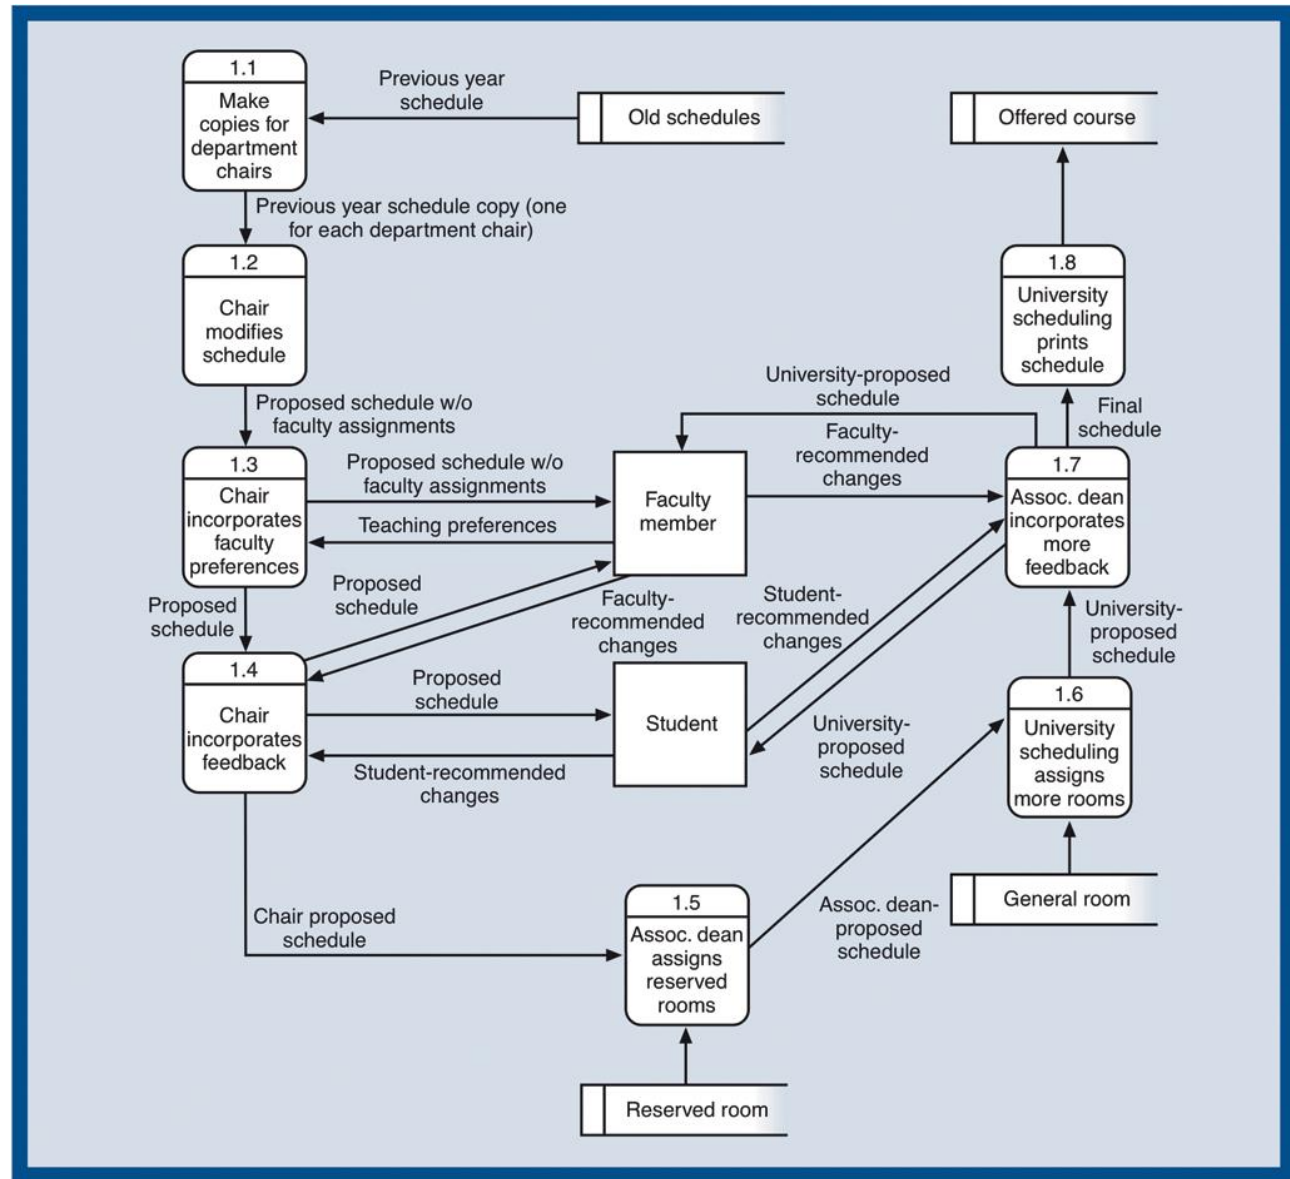 1.1
Make
copies for
department
chairs
Previous year
schedule
Old schedules
Offered course
Previous year schedule copy (one
for each department chair)
1.2
Chair
modifies
schedule
1.8
University
scheduling
prints
schedule
Proposed schedule w/o
faculty assignments
University-proposed
schedule
Final
schedule
1.3
Chair
incorporates
faculty
preferences
Proposed schedule w/o
faculty assignments
Teaching preferences
Faculty
member
Faculty-
recommended
changes
1.7
Assoc. dean
incorporates
more
feedback
Proposed
schedule
Proposed
schedule
Faculty-
recommended
changes
Student-
recommended
changes
University-
proposed
schedule
1.4
Chair
incorporates
feedback
Proposed
schedule
Student-recommended
changes
Student
University-
proposed
schedule
1.6
University
scheduling
assigns
more rooms
Chair proposed
schedule
1.5
Assoc. dean
assigns
reserved
rooms
Assoc. dean-
proposed
schedule
General room
Reserved room